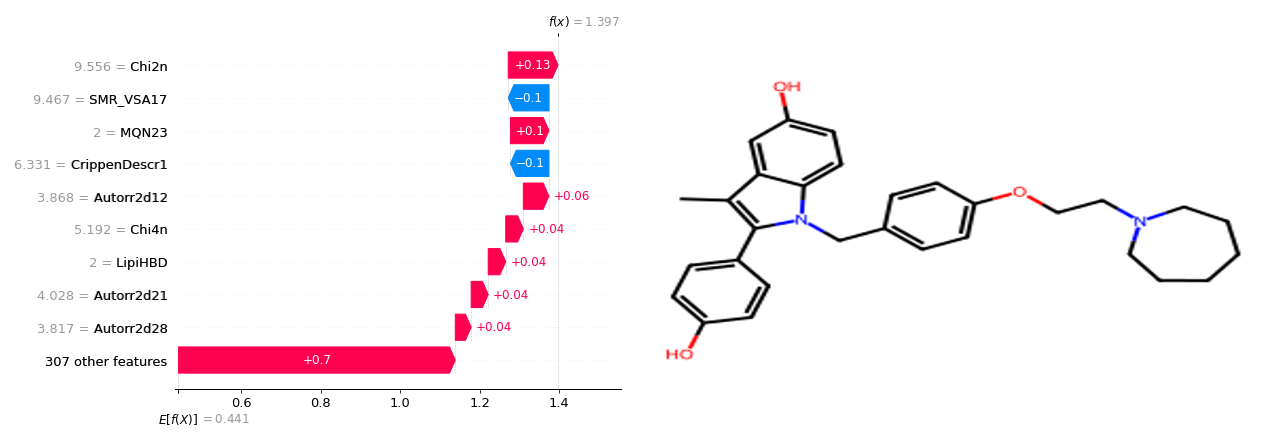 f(x) = 1.397
9.556 = Chi2n +0.13
9.467 = SMR_VSA17 −0.1
2 = MQN23 +0.1
6.331 = CrippenDescr1 −0.1
3.868 = Autorr2d12 +0.06
5.192 = Chi4n +0.04
2 = LipiHBD +0.04
4.028 = Autorr2d21 +0.04
3.817 = Autorr2d28 +0.04
307 other features +0.7
0.6 0.8 1.0 1.2 1.4
E[f(X)] = 0.441
OH
O
N
N
HO